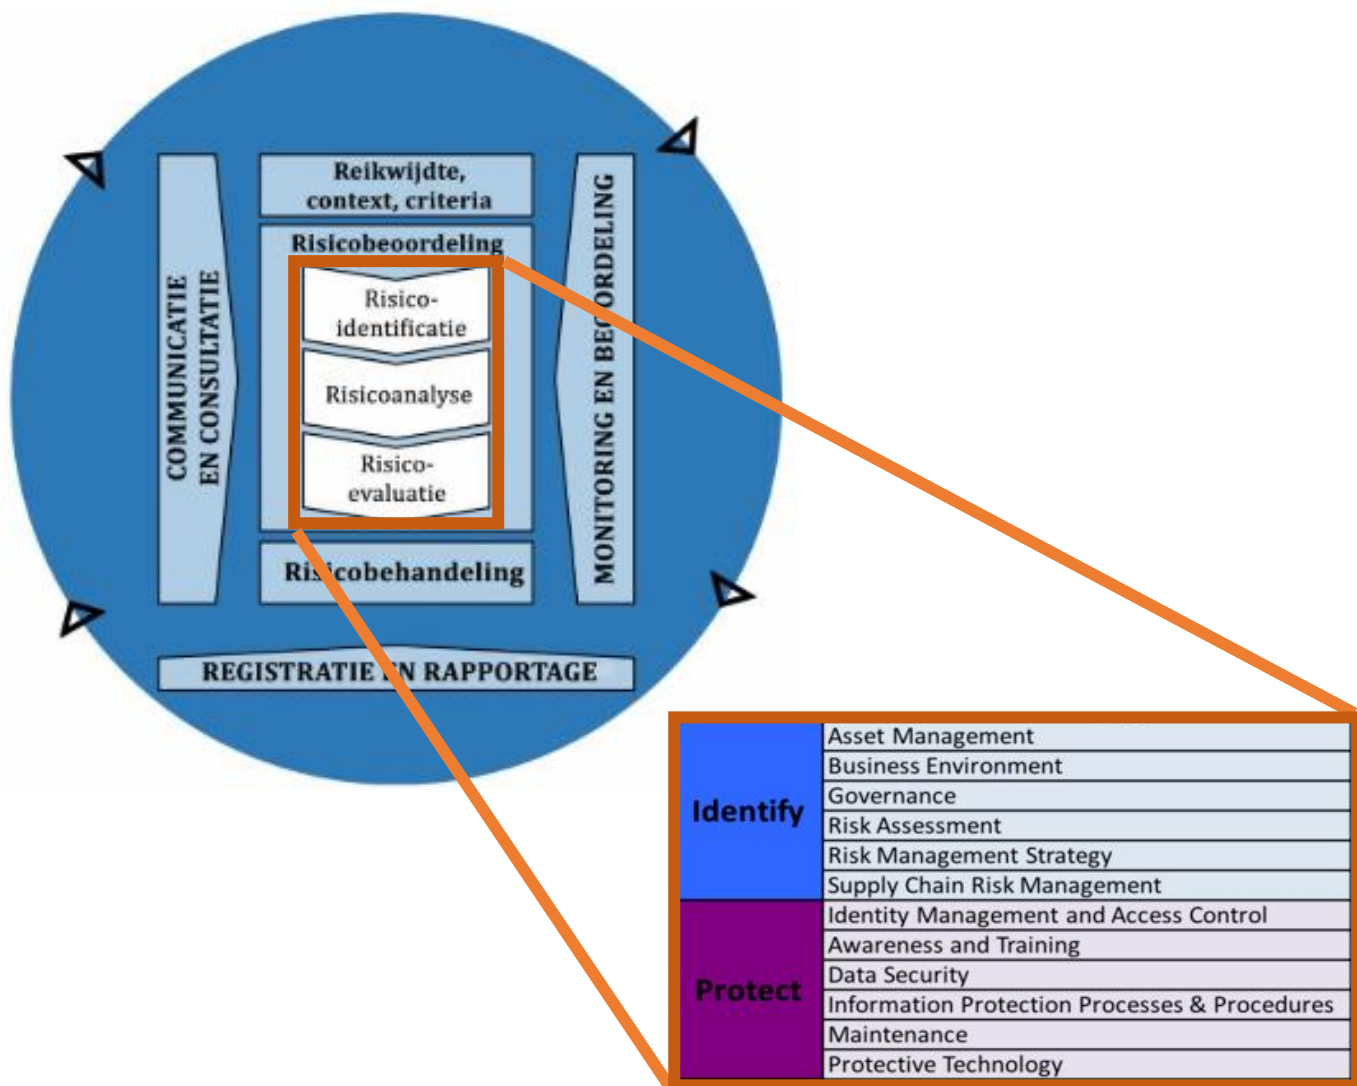 Reikwijdte,
context, criteria
Risicobeoordeling
Risico-
identificatie
Risicoanalyse
Risico-
evaluatie
Risicobehandeling
COMMUNICATIE
EN CONSULTATIE
MONITORING EN BEOORDELING
REGISTRATIE EN RAPPORTAGE
Identify
Asset Management
Business Environment
Governance
Risk Assessment
Risk Management Strategy
Supply Chain Risk Management
Protect
Identity Management and Access Control
Awareness and Training
Data Security
Information Protection Processes & Procedures
Maintenance
Protective Technology